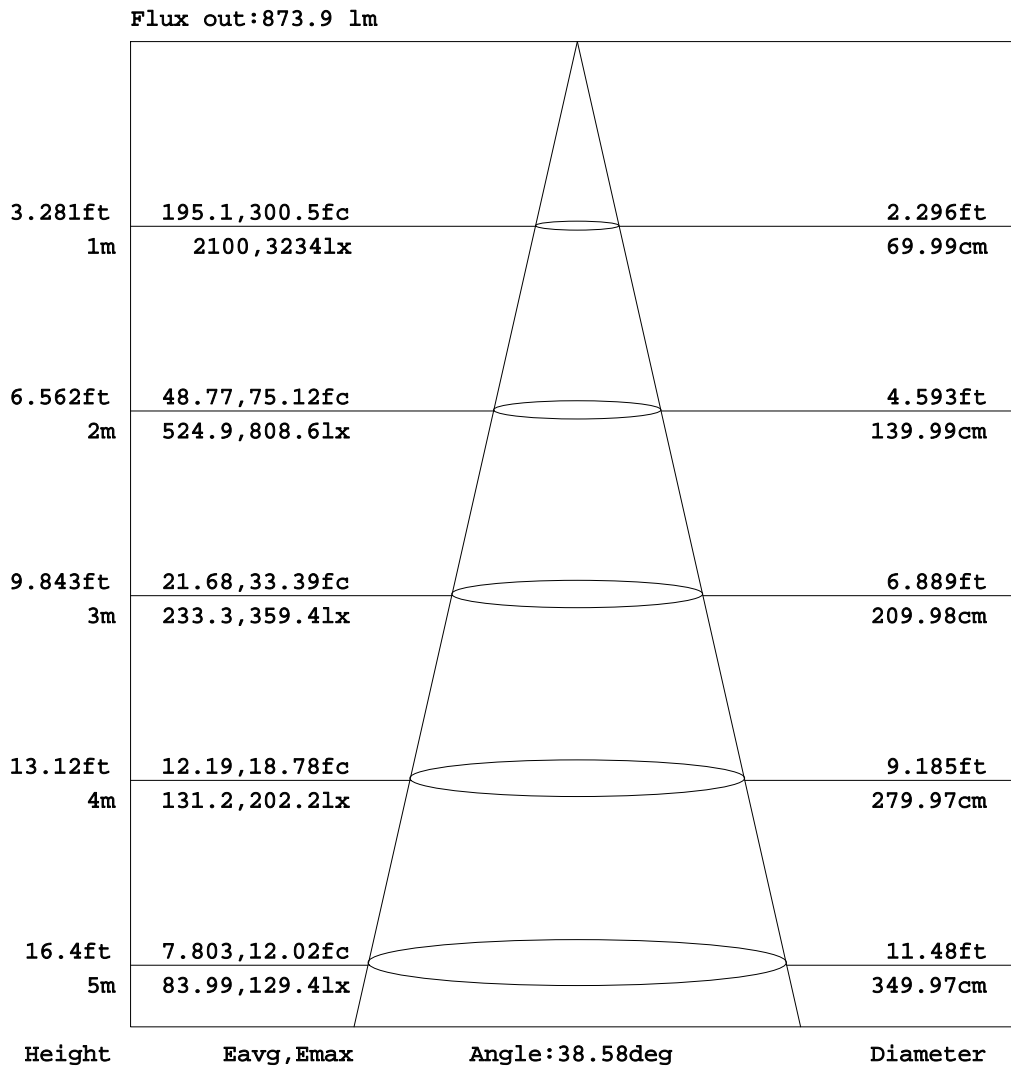 Flux out:873.9 lm
3.281ft 195.1,300.5fc 2.296ft
1m 2100,3234lx 69.99cm
6.562ft 48.77,75.12fc 4.593ft
2m 524.9,808.6lx 139.99cm
9.843ft 21.68,33.39fc 6.889ft
3m 233.3,359.4lx 209.98cm
13.12ft 12.19,18.78fc 9.185ft
4m 131.2,202.2lx 279.97cm
16.4ft 7.803,12.02fc 11.48ft
5m 83.99,129.4lx 349.97cm
Height Eavg,Emax Angle:38.58deg Diameter